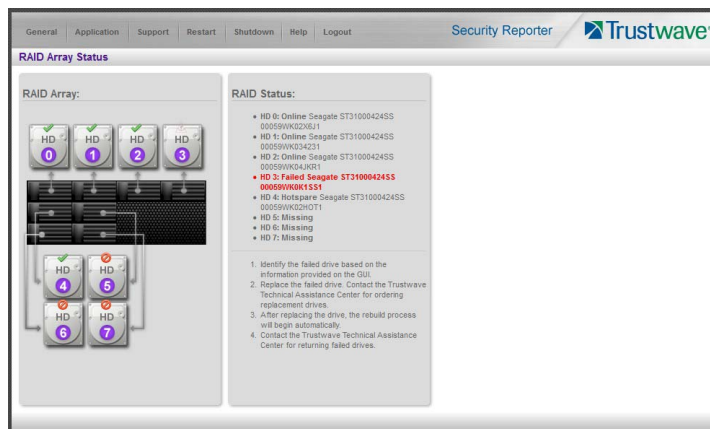 General Application Support Restart Shutdown Help Logout
Security Reporter
Trustwave
RAID Array Status
RAID Array:
HD 0
HD 1
HD 2
HD 3
HD 4
HD 5
HD 6
HD 7
RAID Status:
• HD 0: Online Seagate ST31000424SS
00059WK02X6J1
• HD 1: Online Seagate ST31000424SS
00059WK034231
• HD 2: Online Seagate ST31000424SS
00059WK04JKR1
• HD 3: Failed Seagate ST31000424SS
00059WK0K1SS1
• HD 4: Hotspare Seagate ST31000424SS
00059WK02HOT1
• HD 5: Missing
• HD 6: Missing
• HD 7: Missing
1. Identify the failed drive based on the
information provided on the GUI.
2. Replace the failed drive. Contact the Trustwave
Technical Assistance Center for ordering
replacement drives.
3. After replacing the drive, the rebuild process
will begin automatically.
4. Contact the Trustwave Technical Assistance
Center for returning failed drives.